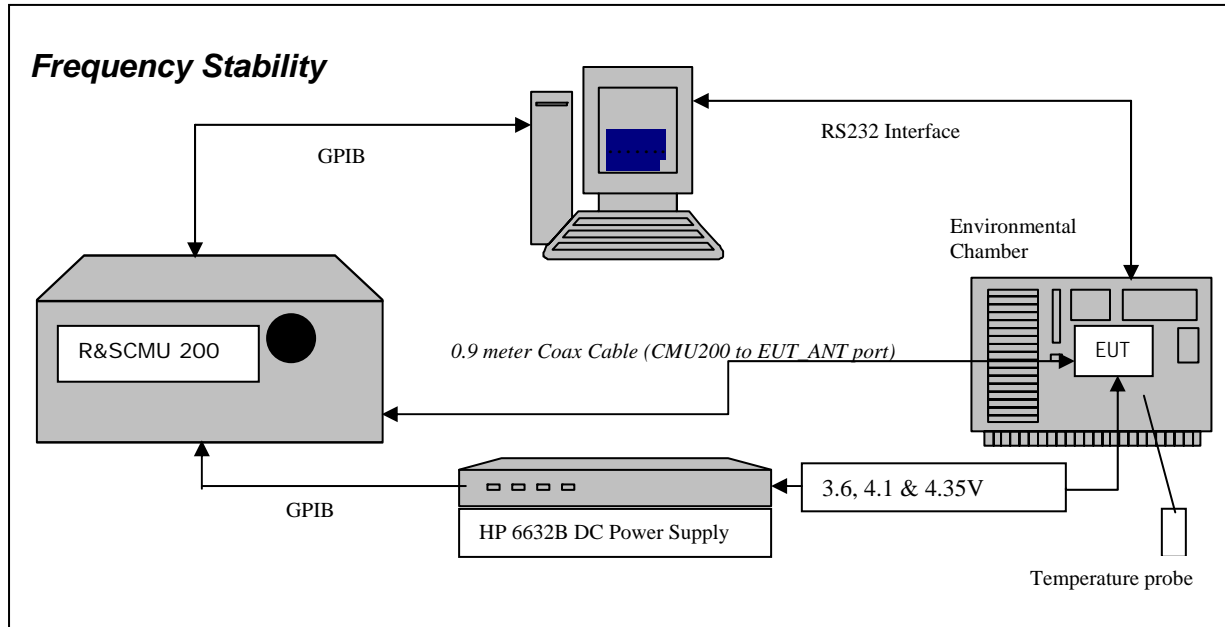 Frequency Stability
RS232 Interface
GPIB
Environmental
Chamber
R&SCMU 200
0.9 meter Coax Cable (CMU200 to EUT_ANT port)
EUT
3.6, 4.1 & 4.35V
GPIB
HP 6632B DC Power Supply
Temperature probe